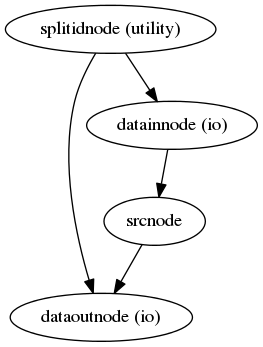 splitidnode (utility)
datainnode (io)
srcnode
dataoutnode (io)